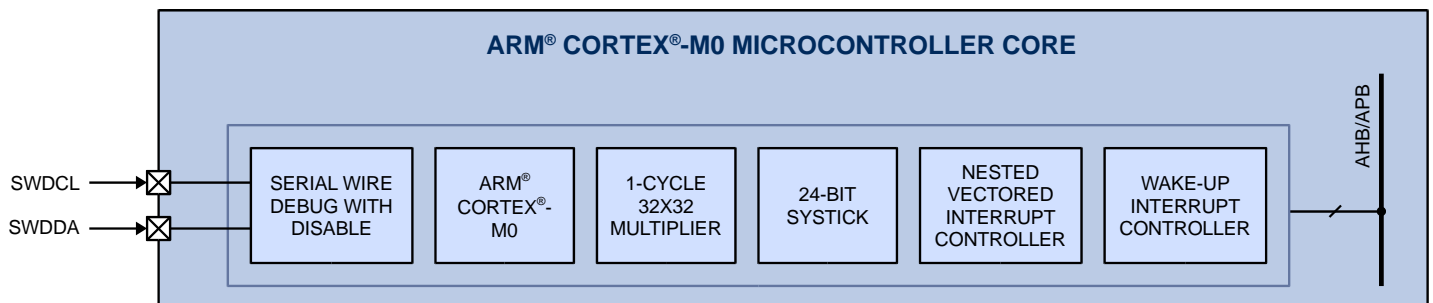 ARM® CORTEX®-M0 MICROCONTROLLER CORE
AHB/APB
SWDCL
SWDDA
SERIAL WIRE
DEBUG WITH
DISABLE
ARM®
CORTEX®-
M0
1-CYCLE
32X32
MULTIPLIER
24-BIT
SYSTICK
NESTED
VECTORED
INTERRUPT
CONTROLLER
WAKE-UP
INTERRUPT
CONTROLLER